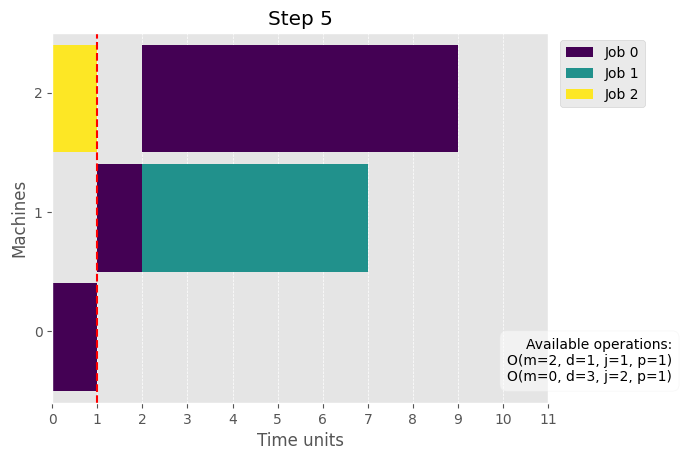 Step 5
Job 0
Job 1
Job 2
Machines
2
1
0
Available operations:
O(m=2, d=1, j=1, p=1)
O(m=0, d=3, j=2, p=1)
0 1 2 3 4 5 6 7 8 9 10 11
Time units